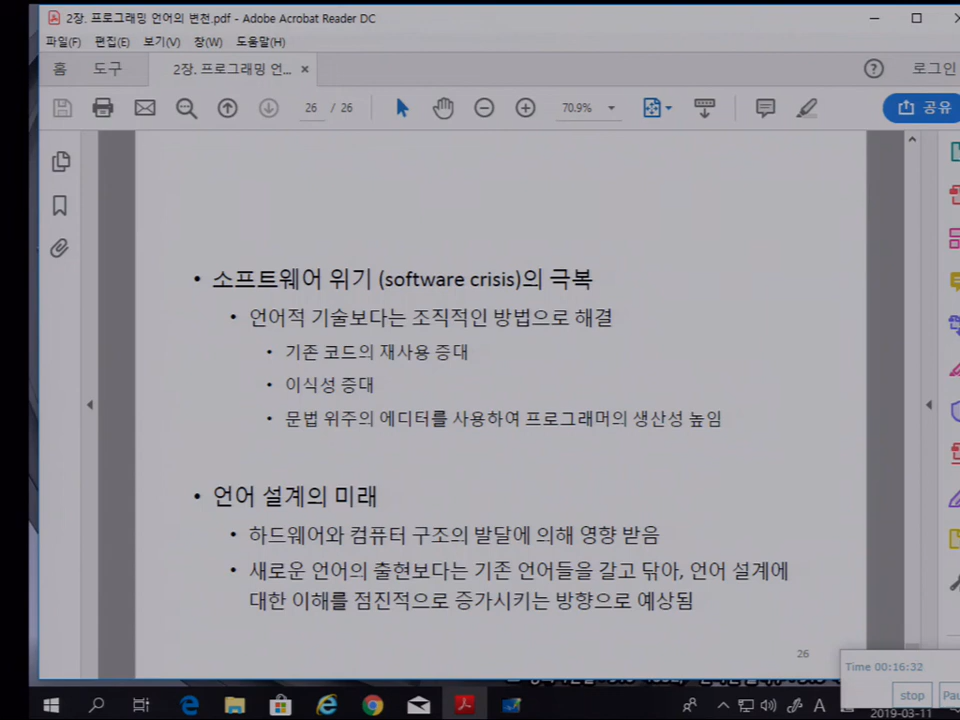 2장. 프로그래밍 언어의 변천.pdf - Adobe Acrobat Reader DC
파일(F) 편집(E) 보기(V) 창(W) 도움말(H)
홈 도구 2장. 프로그래밍 언... × 로그인
26 / 26 70.9% 공유
• 소프트웨어 위기 (software crisis)의 극복
• 언어적 기술보다는 조직적인 방법으로 해결
• 기존 코드의 재사용 증대
• 이식성 증대
• 문법 위주의 에디터를 사용하여 프로그래머의 생산성 높임
• 언어 설계의 미래
• 하드웨어와 컴퓨터 구조의 발달에 의해 영향 받음
• 새로운 언어의 출현보다는 기존 언어들을 갈고 닦아, 언어 설계에
대한 이해를 점진적으로 증가시키는 방향으로 예상됨
26
Time 00:16:32
stop Pau
A
2019-03-11